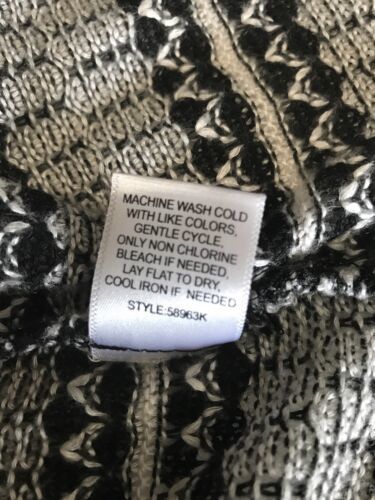 MACHINE WASH COLD
WITH LIKE COLORS,
GENTLE CYCLE,
ONLY NON CHLORINE
BLEACH IF NEEDED,
LAY FLAT TO DRY,
COOL IRON IF NEEDED
STYLE:58963K